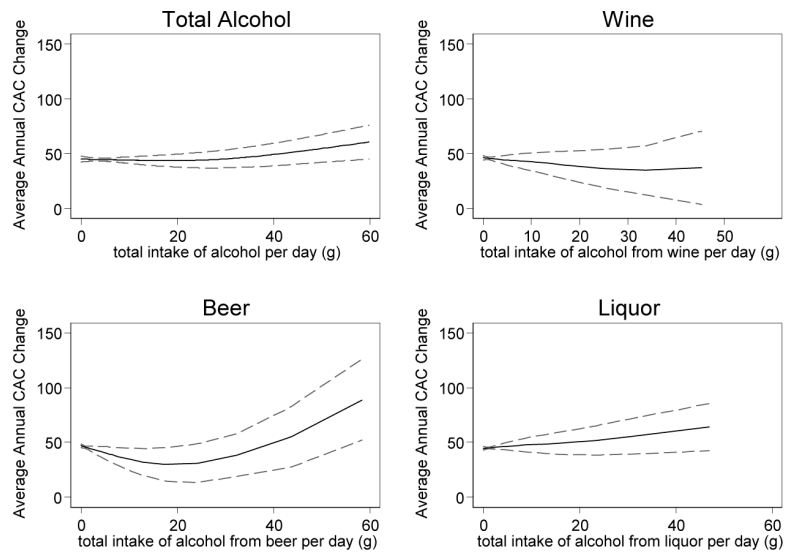 Total Alcohol
Average Annual CAC Change
150
100
50
0
0 20 40 60
total intake of alcohol per day (g)
Wine
Average Annual CAC Change
150
100
50
0
0 10 20 30 40 50
total intake of alcohol from wine per day (g)
Beer
Average Annual CAC Change
150
100
50
0
0 20 40 60
total intake of alcohol from beer per day (g)
Liquor
Average Annual CAC Change
150
100
50
0
0 20 40 60
total intake of alcohol from liquor per day (g)